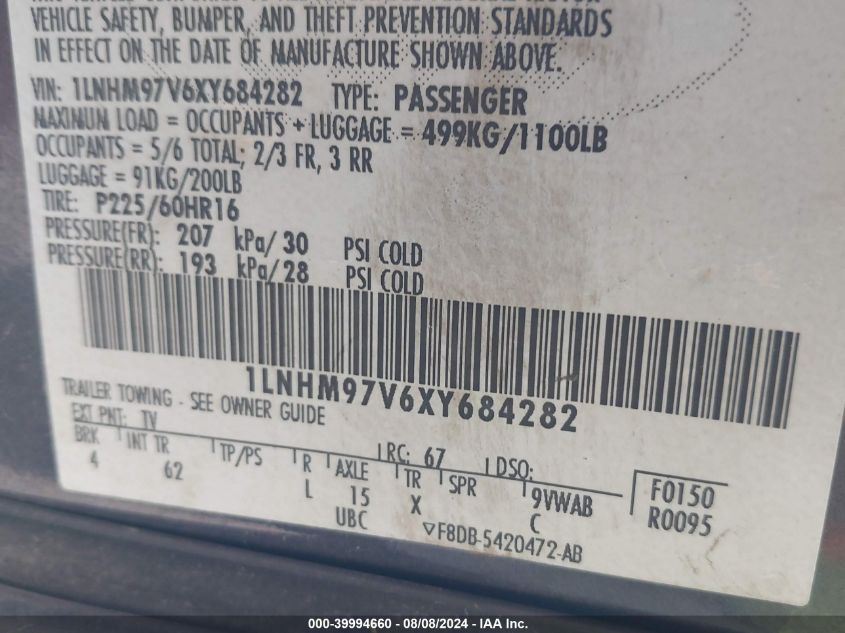 VEHICLE SAFETY, BUMPER, AND THEFT PREVENTION STANDARDS
IN EFFECT ON THE DATE OF MANUFACTURE SHOWN ABOVE.
VIN: 1LNHM97V6XY684282 TYPE: PASSENGER
MAXIMUM LOAD = OCCUPANTS + LUGGAGE = 499KG/1100LB
OCCUPANTS = 5/6 TOTAL; 2/3 FR, 3 RR
LUGGAGE = 91KG/200LB
TIRE: P225/60HR16
PRESSURE(FR): 207 kPa/ 30 PSI COLD
PRESSURE(RR): 193 kPa/28 PSI COLD
1LNHM97V6XY684282
TRAILER TOWING - SEE OWNER GUIDE
EXT PNT: TV RC: 67 DSO:
BRK INT TR TP/PS R AXLE TR SPR 9VWAB F0150
4 62 L 15 X C R0095
UBC ▽F8DB-5420472-AB
000-39994660 - 08/08/2024 - IAA Inc.